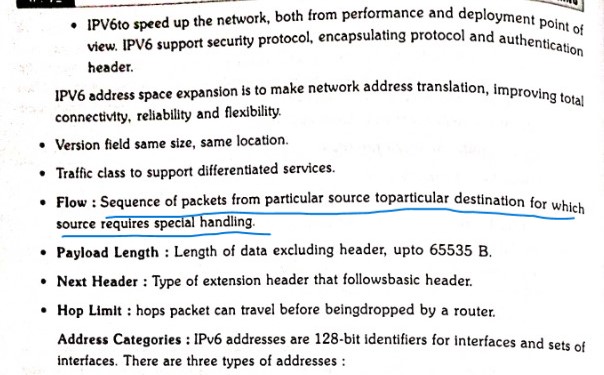 • IPV6to speed up the network, both from performance and deployment point of
view. IPV6 support security protocol, encapsulating protocol and authentication
header.
IPV6 address space expansion is to make network address translation, improving total
connectivity, reliability and flexibility.
• Version field same size, same location.
• Traffic class to support differentiated services.
• Flow : Sequence of packets from particular source toparticular destination for which
source requires special handling.
• Payload Length : Length of data excluding header, upto 65535 B.
• Next Header : Type of extension header that followsbasic header.
• Hop Limit : hops packet can travel before beingdropped by a router.
Address Categories : IPv6 addresses are 128-bit identifiers for interfaces and sets of
interfaces. There are three types of addresses :